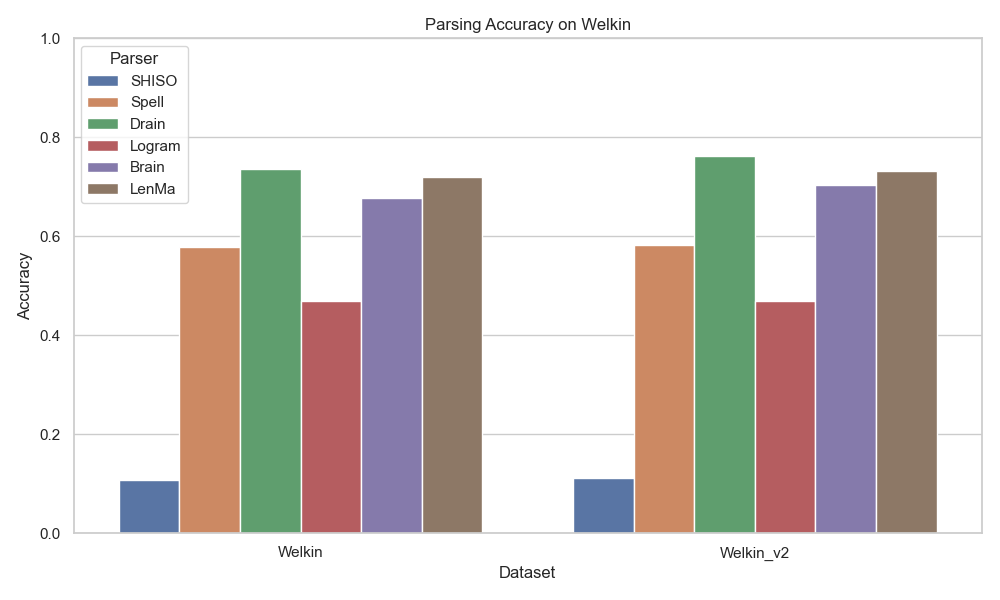 Parsing Accuracy on Welkin
1.0
0.8
0.6
0.4
0.2
0.0
Accuracy
Parser
SHISO
Spell
Drain
Logram
Brain
LenMa
Welkin
Welkin_v2
Dataset